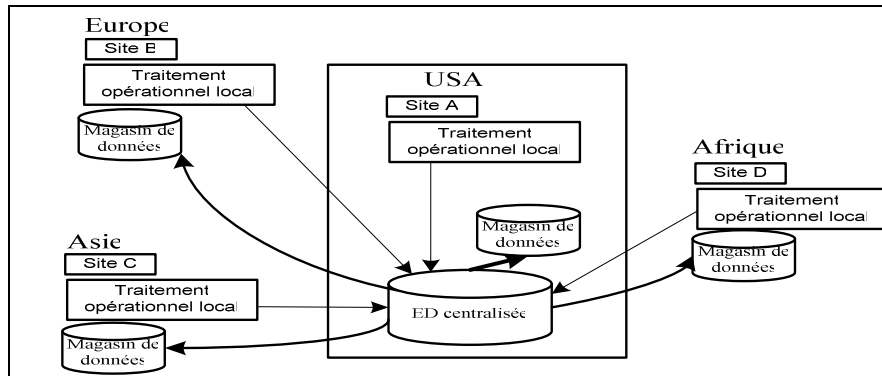 Europe
Site B
Traitement
opérationnel local
Magasin de
données
USA
Site A
Traitement
opérationnel local
Magasin de
données
ED centralisée
Afrique
Site D
Traitement
opérationnel local
Magasin de
données
Asie
Site C
Traitement
opérationnel local
Magasin de
données